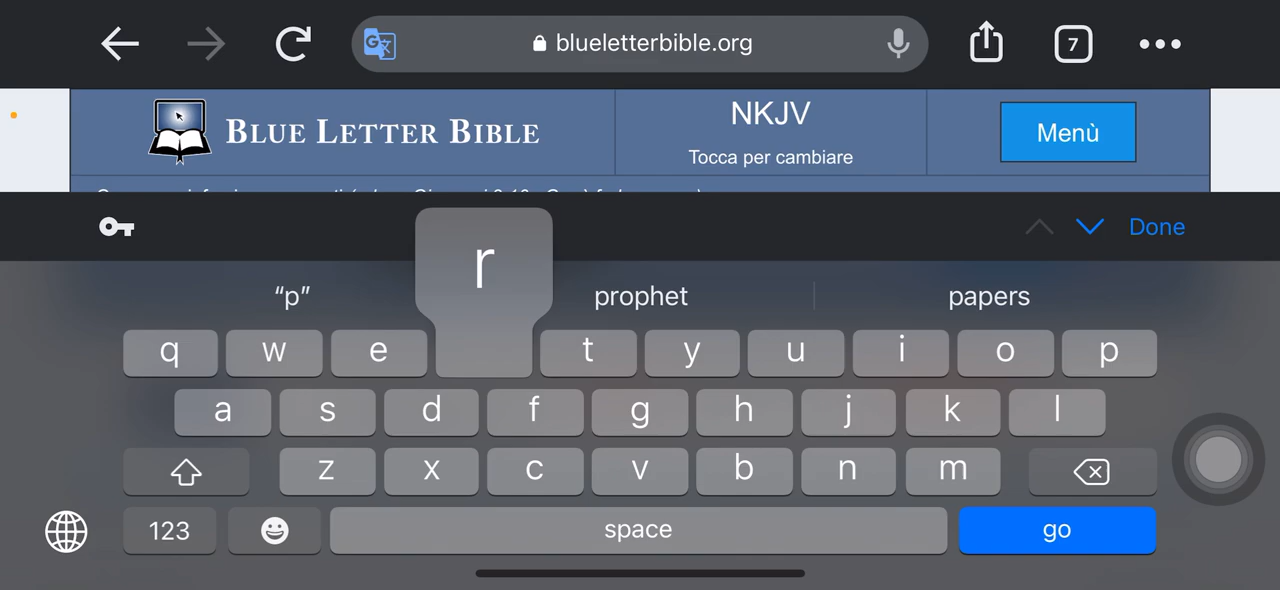 blueletterbible.org
7
BLUE LETTER BIBLE
NKJV
Tocca per cambiare
Menù
Done
r
“p”
prophet
papers
q w e t y u i o p
a s d f g h j k l
z x c v b n m
123
space
go